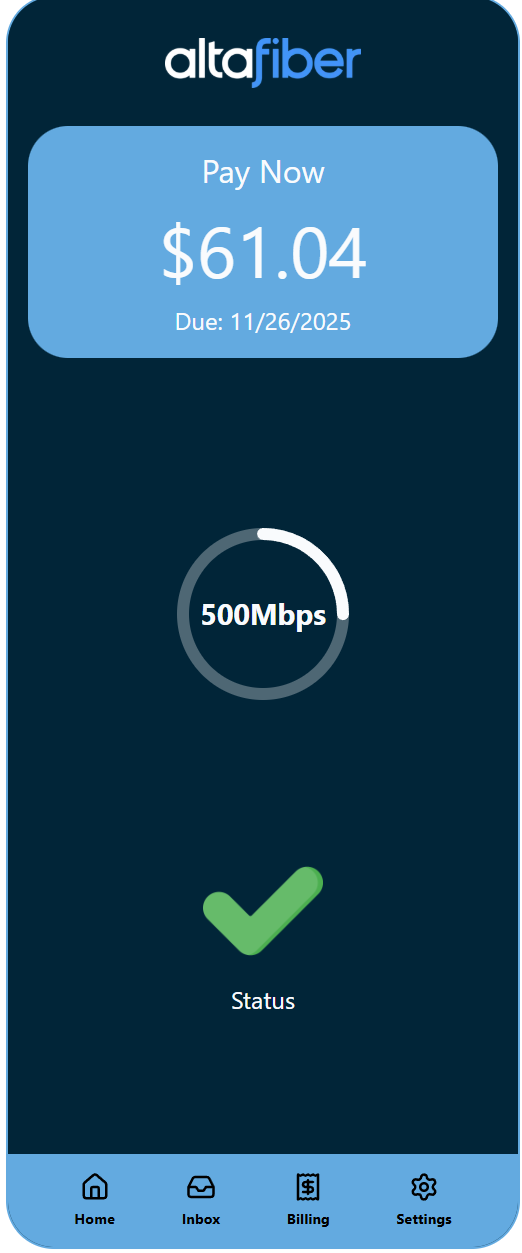 altafiber
Pay Now
$61.04
Due: 11/26/2025
500Mbps
Status
Home Inbox Billing Settings